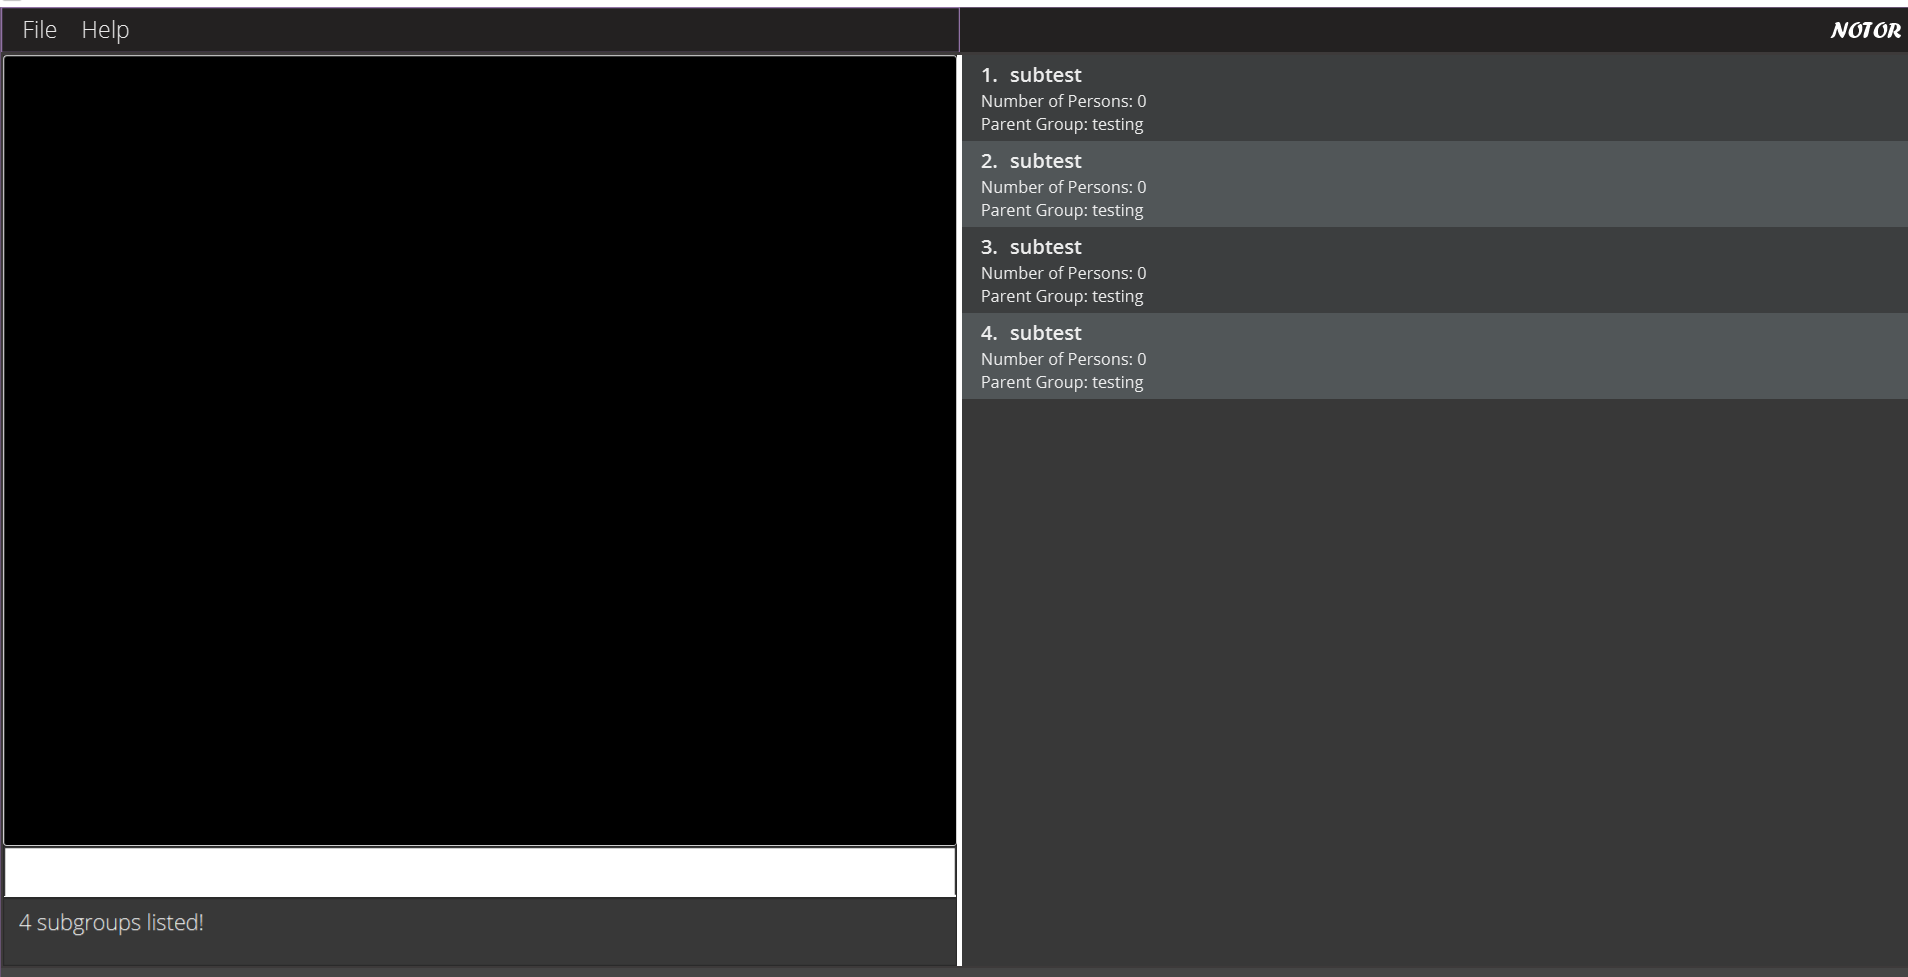 File Help
NOTOR
1. subtest
Number of Persons: 0
Parent Group: testing
2. subtest
Number of Persons: 0
Parent Group: testing
3. subtest
Number of Persons: 0
Parent Group: testing
4. subtest
Number of Persons: 0
Parent Group: testing
4 subgroups listed!